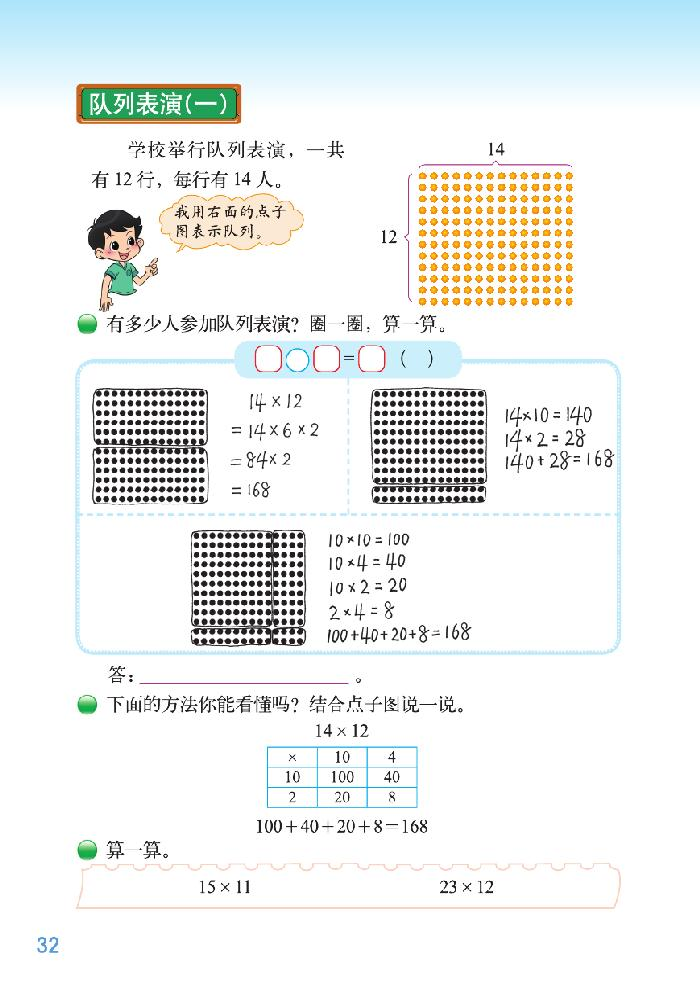 队列表演(一)
学校举行队列表演，一共
有12行，每行有14人。
14
12
我用右面的点子
图表示队列。
有多少人参加队列表演？圈一圈，算一算。
= （ ）
14×12
=14×6×2
=84×2
=168
14×10=140
14×2=28
140+28=168
10×10=100
10×4=40
10×2=20
2×4=8
100+40+20+8=168
答：。
下面的方法你能看懂吗？结合点子图说一说。
14×12
× 10 4
10 100 40
2 20 8
100+40+20+8=168
算一算。
15×11 23×12
32